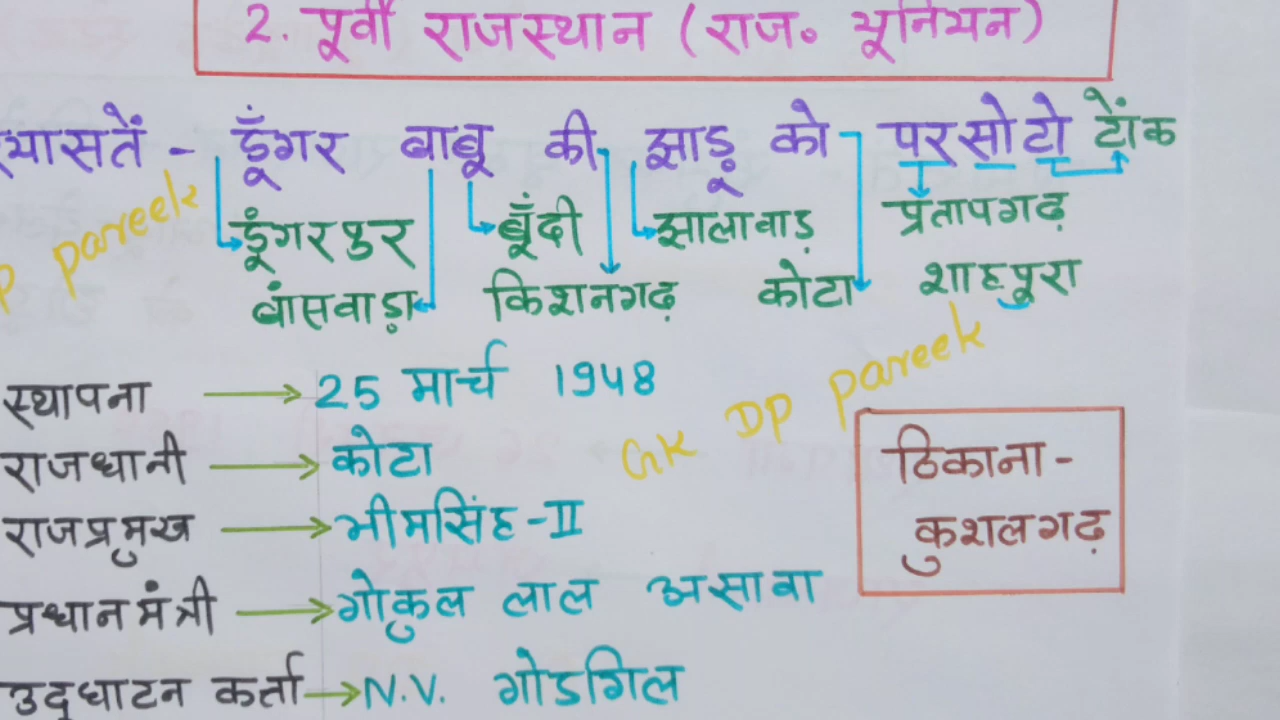 2. पूर्वी राजस्थान (राज० यूनियन)
यासतें - डूँगर बाबू की झाडू को परसोटो टोंक
डूंगरपुर बूँदी झालावाड़ प्रतापगढ़
बांसवाड़ा किशनगढ़ कोटा शाहपुरा
स्थापना → 25 मार्च 1948
राजधानी → कोटा
राजप्रमुख → भीमसिंह-II
प्रधानमंत्री → गोकुल लाल असावा
उद्घाटन कर्ता → N.V. गोडगिल
ठिकाना-
कुशलगढ़
P pareek
GK DP pareek